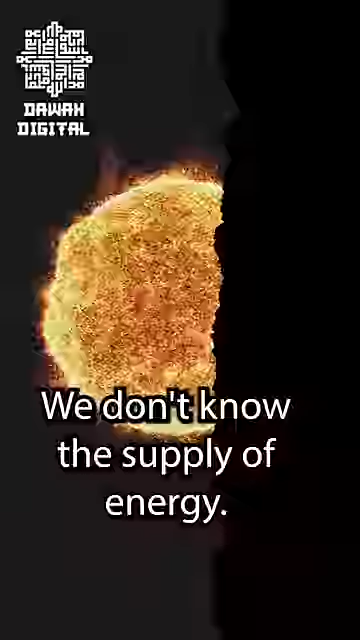 DAWAH
DIGITAL
We don't know
the supply of
energy.